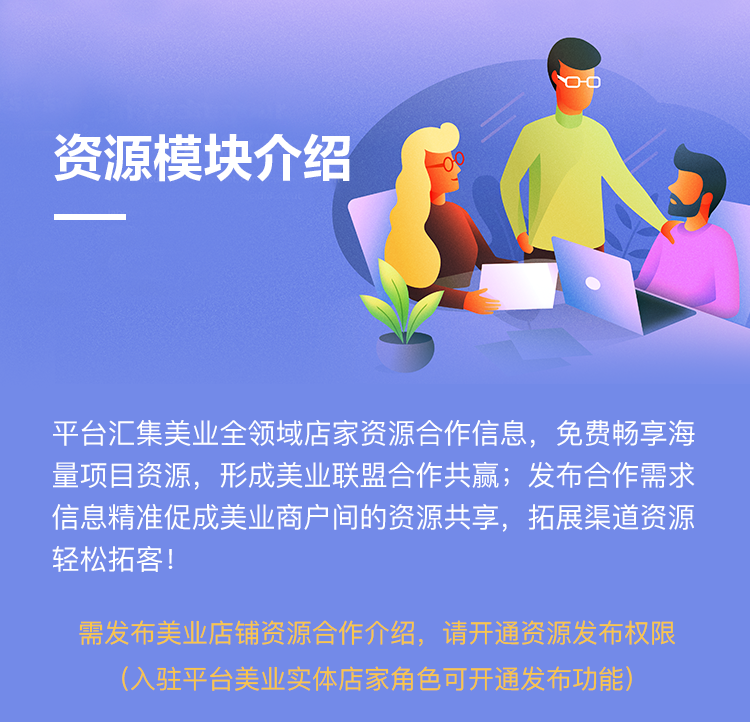 资源模块介绍
平台汇集美业全领域店家资源合作信息，免费畅享海
量项目资源，形成美业联盟合作共赢；发布合作需求
信息精准促成美业商户间的资源共享，拓展渠道资源
轻松拓客！
需发布美业店铺资源合作介绍，请开通资源发布权限
（入驻平台美业实体店家角色可开通发布功能）